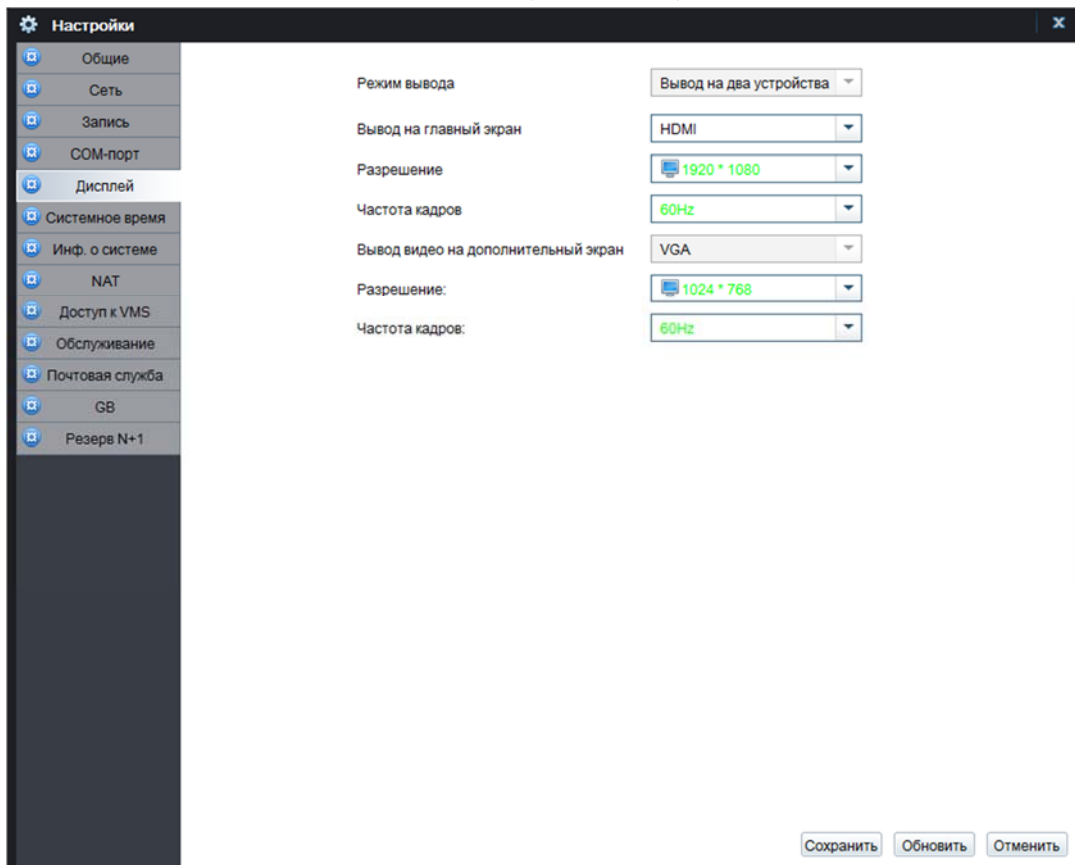 Настройки
Общие
Сеть
Запись
COM-порт
Дисплей
Системное время
Инф. о системе
NAT
Доступ к VMS
Обслуживание
Почтовая служба
GB
Резерв N+1
Режим вывода Вывод на два устройства
Вывод на главный экран HDMI
Разрешение 1920 * 1080
Частота кадров 60Hz
Вывод видео на дополнительный экран VGA
Разрешение: 1024 * 768
Частота кадров: 60Hz
Сохранить Обновить Отменить